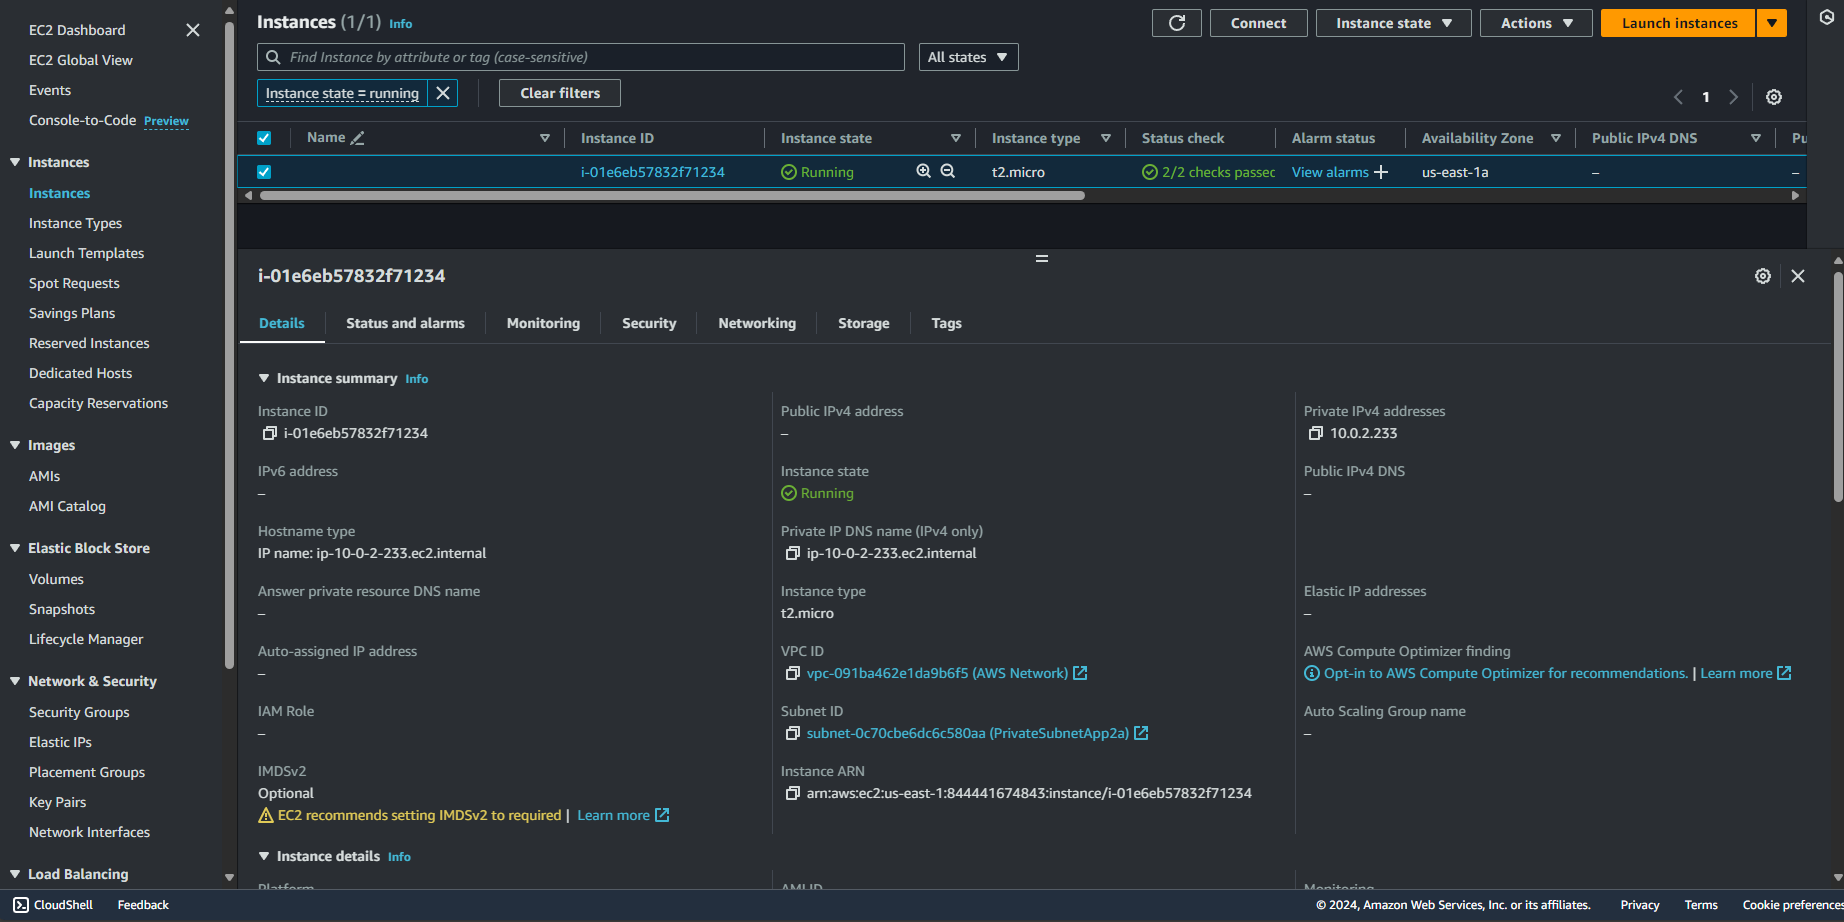 EC2 Dashboard
EC2 Global View
Events
Console-to-Code Preview
Instances
Instances
Instance Types
Launch Templates
Spot Requests
Savings Plans
Reserved Instances
Dedicated Hosts
Capacity Reservations
Images
AMIs
AMI Catalog
Elastic Block Store
Volumes
Snapshots
Lifecycle Manager
Network & Security
Security Groups
Elastic IPs
Placement Groups
Key Pairs
Network Interfaces
Load Balancing
Instances (1/1) Info
Connect
Instance state
Actions
Launch instances
Find Instance by attribute or tag (case-sensitive)
All states
Instance state = running
Clear filters
1
Name Instance ID Instance state Instance type Status check Alarm status Availability Zone Public IPv4 DNS Pu
i-01e6eb57832f71234 Running t2.micro 2/2 checks passec View alarms + us-east-1a – –
i-01e6eb57832f71234
Details Status and alarms Monitoring Security Networking Storage Tags
Instance summary Info
Instance ID
i-01e6eb57832f71234
Public IPv4 address
–
Private IPv4 addresses
10.0.2.233
IPv6 address
–
Instance state
Running
Public IPv4 DNS
–
Hostname type
IP name: ip-10-0-2-233.ec2.internal
Private IP DNS name (IPv4 only)
ip-10-0-2-233.ec2.internal
Answer private resource DNS name
–
Instance type
t2.micro
Elastic IP addresses
–
Auto-assigned IP address
–
VPC ID
vpc-091ba462e1da9b6f5 (AWS Network)
AWS Compute Optimizer finding
Opt-in to AWS Compute Optimizer for recommendations. | Learn more
IAM Role
–
Subnet ID
subnet-0c70cbe6dc6c580aa (PrivateSubnetApp2a)
Auto Scaling Group name
–
IMDSv2
Optional
EC2 recommends setting IMDSv2 to required | Learn more
Instance ARN
arn:aws:ec2:us-east-1:844441674843:instance/i-01e6eb57832f71234
Instance details Info
Platform AMI ID Monitoring
CloudShell Feedback
© 2024, Amazon Web Services, Inc. or its affiliates. Privacy Terms Cookie preferences